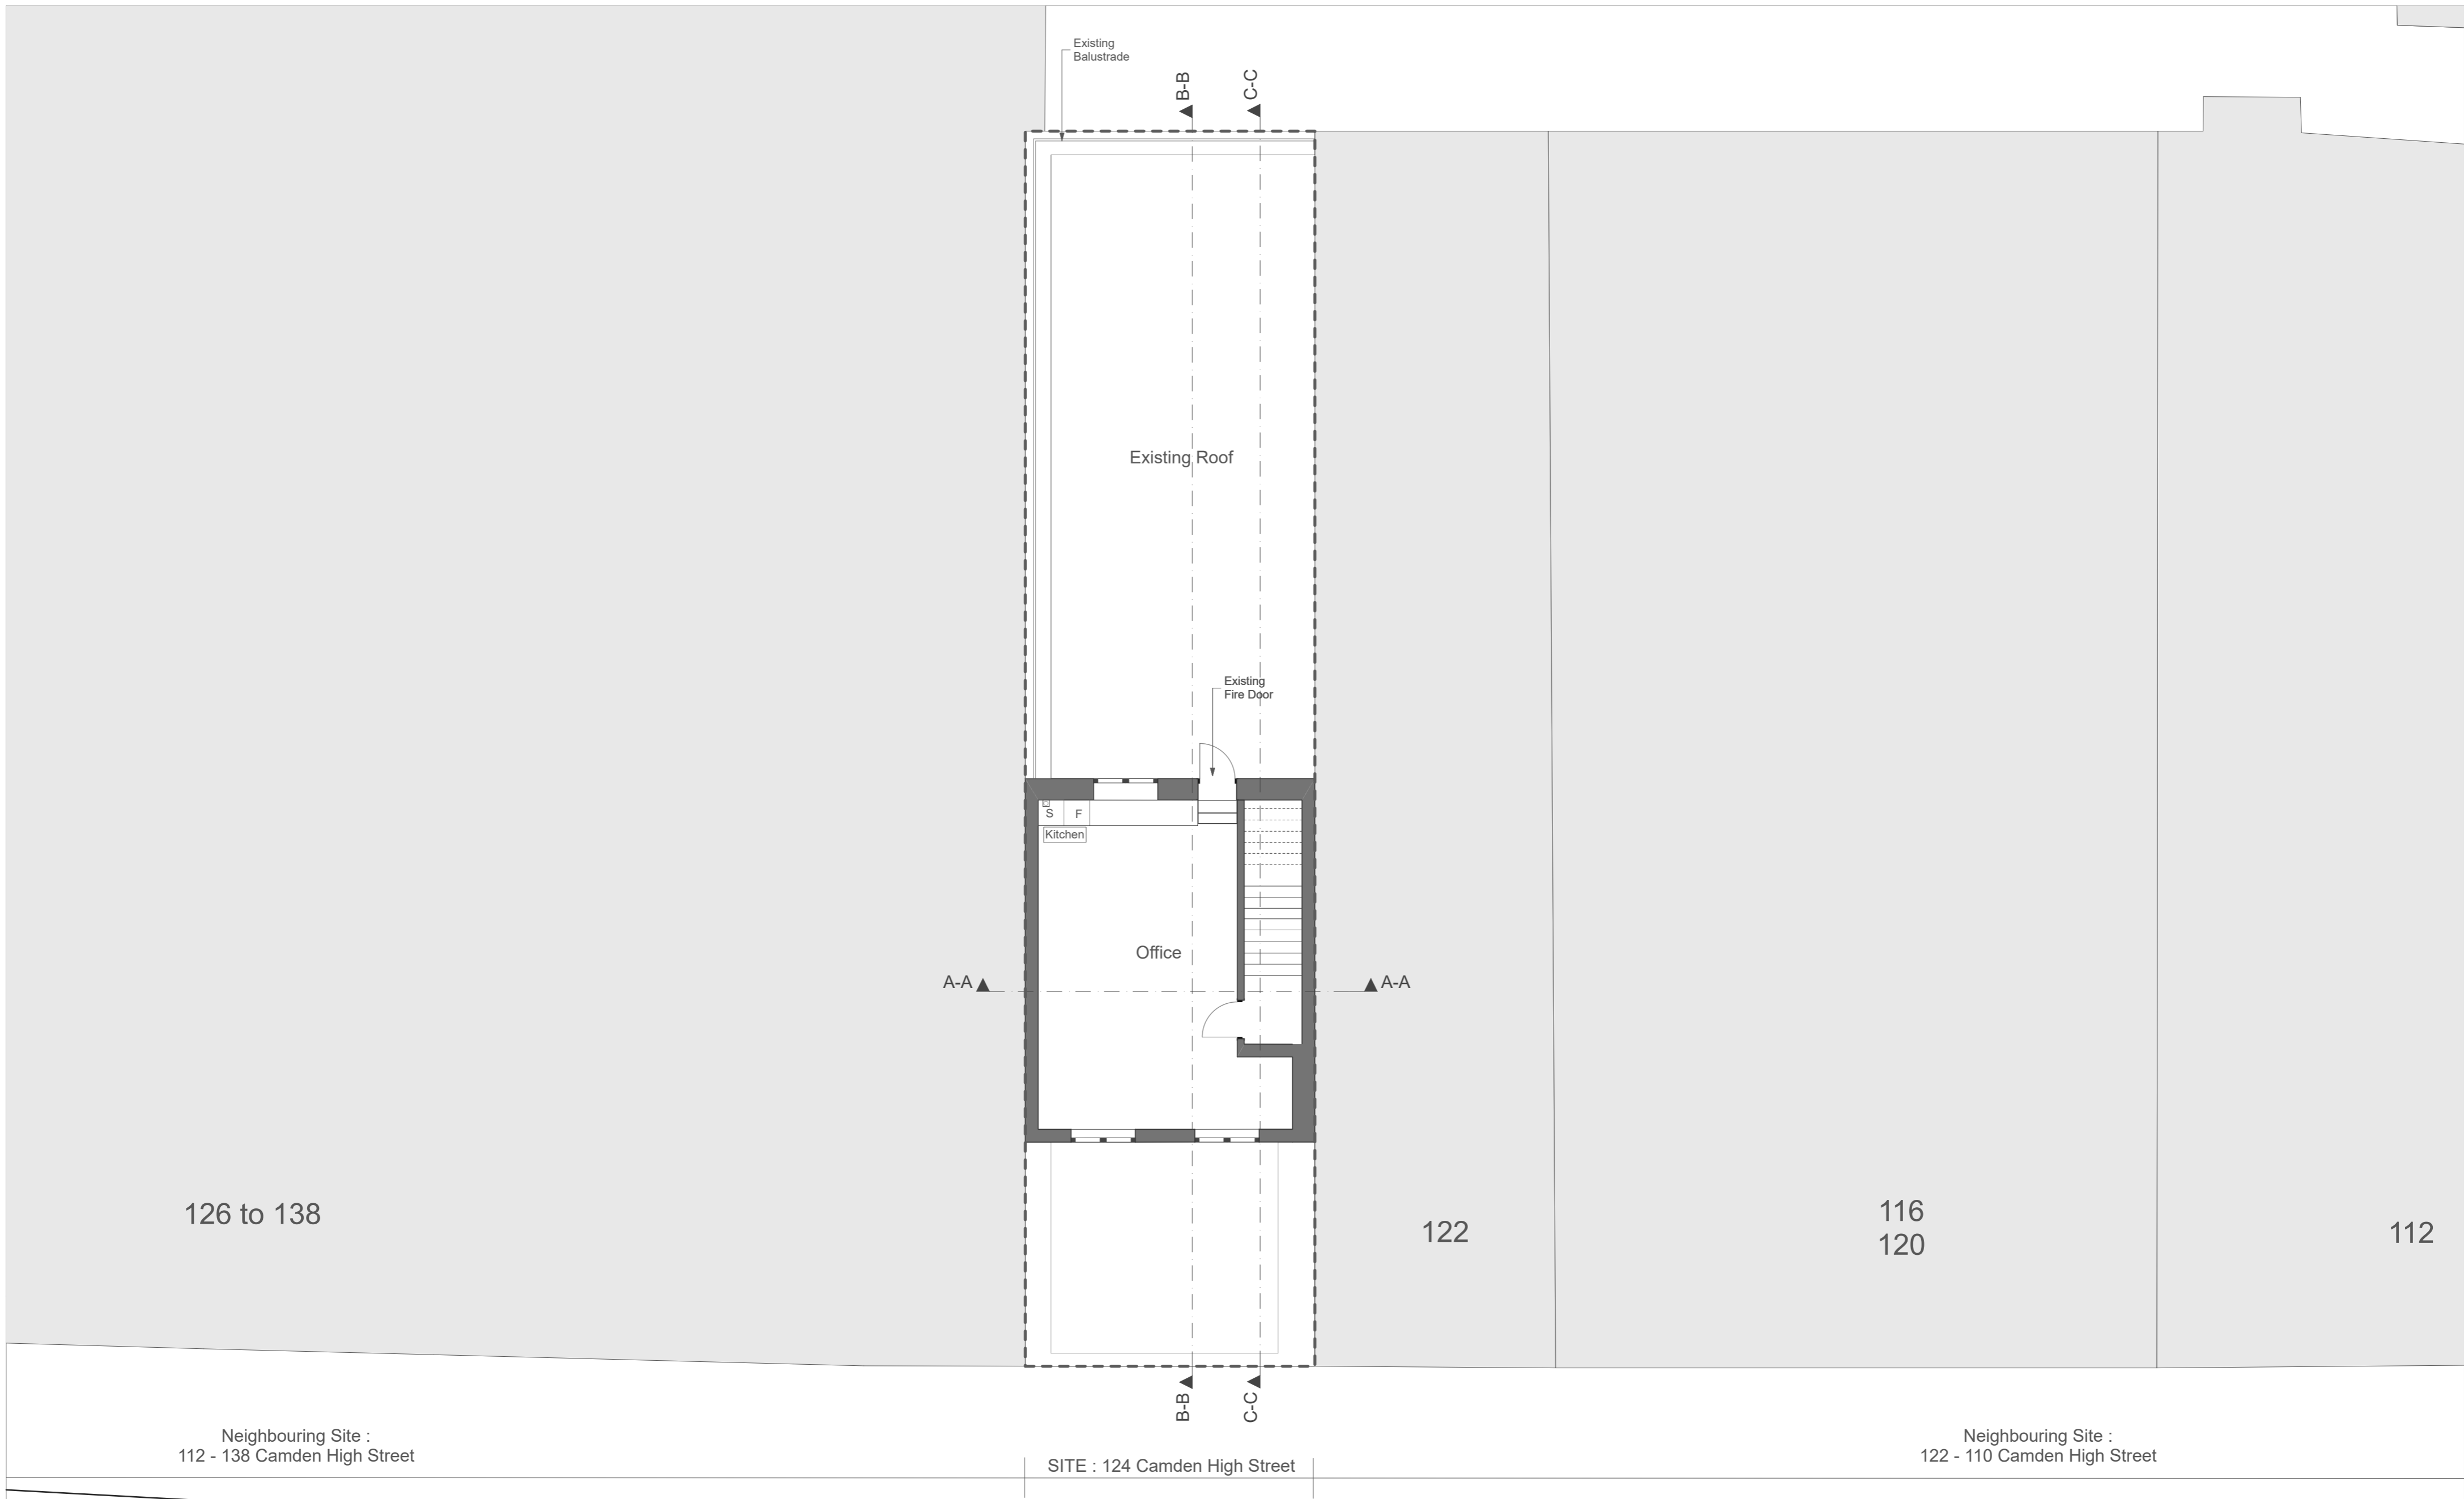 Existing
Balustrade
B-B
C-C
Existing Roof
Existing
Fire Door
S
F
Kitchen
Office
A-A
A-A
126 to 138
122
116
120
112
B-B
C-C
Neighbouring Site :
112 - 138 Camden High Street
SITE : 124 Camden High Street
Neighbouring Site :
122 - 110 Camden High Street